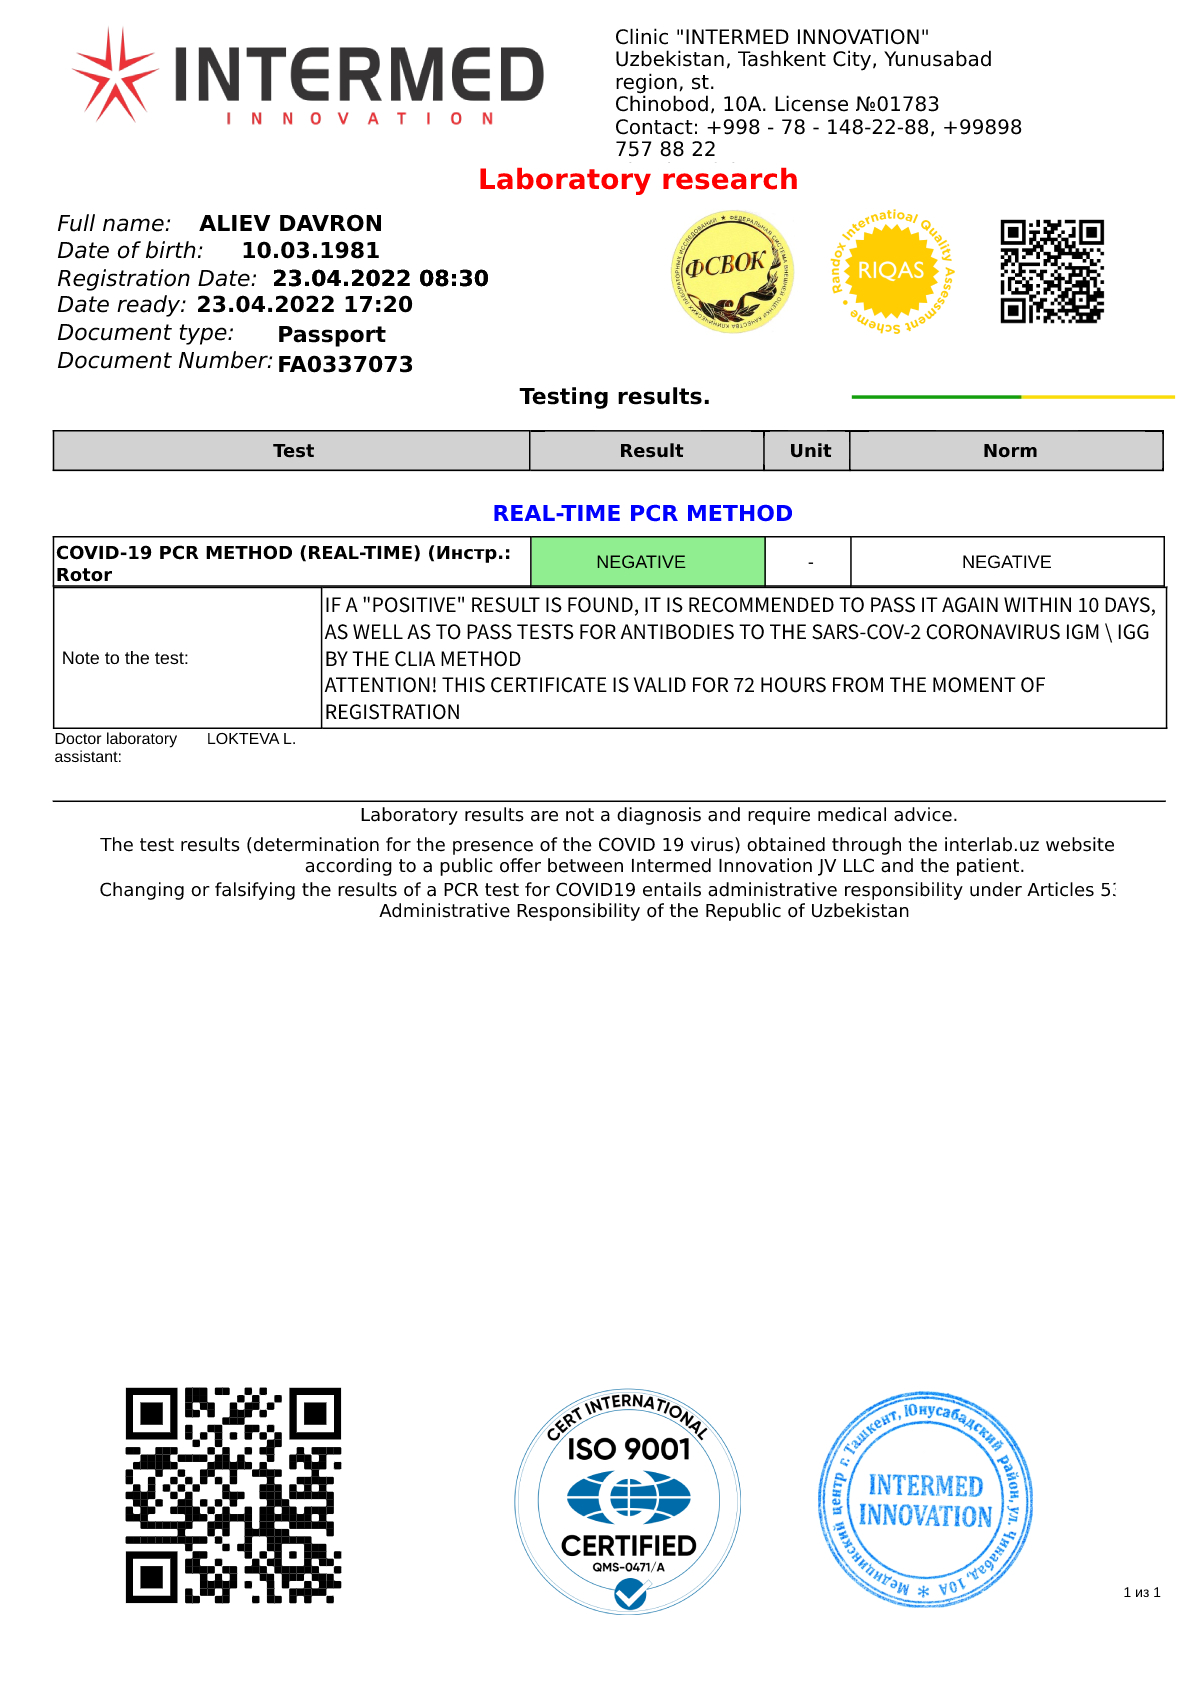 INTERMED
INNOVATION
Clinic "INTERMED INNOVATION"
Uzbekistan, Tashkent City, Yunusabad
region, st.
Chinobod, 10A. License №01783
Contact: +998 - 78 - 148-22-88, +99898
757 88 22
Laboratory research
Full name: ALIEV DAVRON
Date of birth: 10.03.1981
Registration Date: 23.04.2022 08:30
Date ready: 23.04.2022 17:20
Document type: Passport
Document Number: FA0337073
ФСВОК
Randox International Quality Assessment Scheme •
RIQAS
Testing results.
Test Result Unit Norm
REAL-TIME PCR METHOD
COVID-19 PCR METHOD (REAL-TIME) (Инстр.:
Rotor
NEGATIVE - NEGATIVE
Note to the test:
IF A "POSITIVE" RESULT IS FOUND, IT IS RECOMMENDED TO PASS IT AGAIN WITHIN 10 DAYS,
AS WELL AS TO PASS TESTS FOR ANTIBODIES TO THE SARS-COV-2 CORONAVIRUS IGM \ IGG
BY THE CLIA METHOD
ATTENTION! THIS CERTIFICATE IS VALID FOR 72 HOURS FROM THE MOMENT OF
REGISTRATION
Doctor laboratory LOKTEVA L.
assistant:
Laboratory results are not a diagnosis and require medical advice.
The test results (determination for the presence of the COVID 19 virus) obtained through the interlab.uz website
according to a public offer between Intermed Innovation JV LLC and the patient.
Changing or falsifying the results of a PCR test for COVID19 entails administrative responsibility under Articles
Administrative Responsibility of the Republic of Uzbekistan
CERT INTERNATIONAL
ISO 9001
CERTIFIED
QMS-0471/A
Медицинский центр г. Ташкент, Юнусабадский район, ул. Чинабад, 10А
INTERMED
INNOVATION
1 из 1